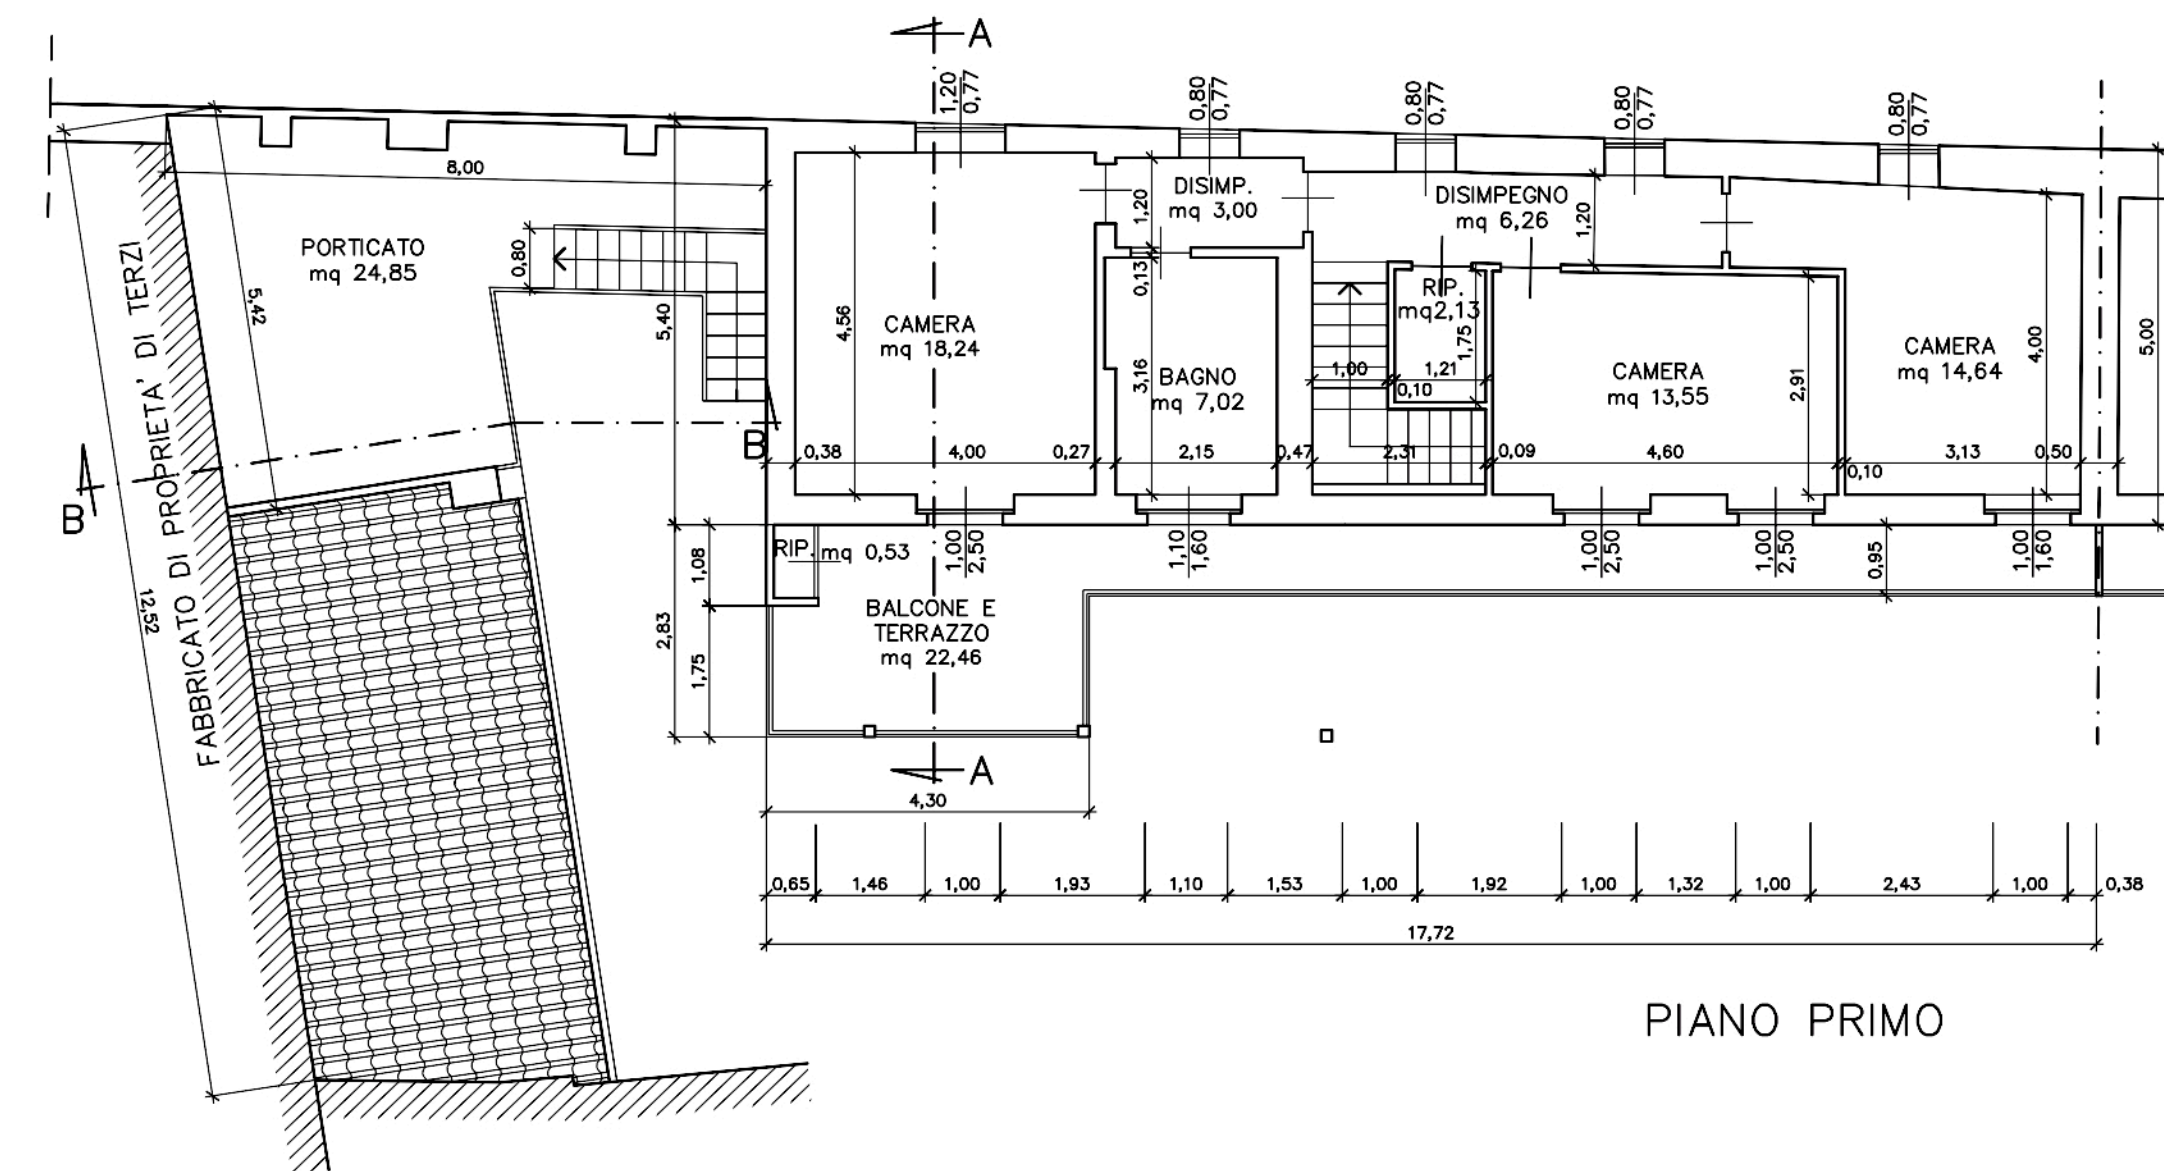 A
1,20
0,77
0,80
0,77
0,80
0,77
0,80
0,77
0,80
0,77
8,00
PORTICATO
mq 24,85
0,80
5,42
5,40
FABBRICATO DI PROPRIETA' DI TERZI
12,52
4,56
CAMERA
mq 18,24
DISIMP.
mq 3,00
1,20
0,13
DISIMPEGNO
mq 6,26
1,20
RIP.
mq2,13
1,75
1,00
1,21
0,10
3,16
BAGNO
mq 7,02
CAMERA
mq 13,55
2,91
CAMERA
mq 14,64
4,00
5,00
B
B
0,38
4,00
0,27
2,15
0,47
2,31
0,09
4,60
0,10
3,13
0,50
RIP.
mq 0,53
1,00
2,50
1,10
1,60
1,00
2,50
1,00
2,50
1,00
1,60
0,95
1,08
2,83
1,75
BALCONE E
TERRAZZO
mq 22,46
A
4,30
0,65
1,46
1,00
1,93
1,10
1,53
1,00
1,92
1,00
1,32
1,00
2,43
1,00
0,38
17,72
PIANO PRIMO